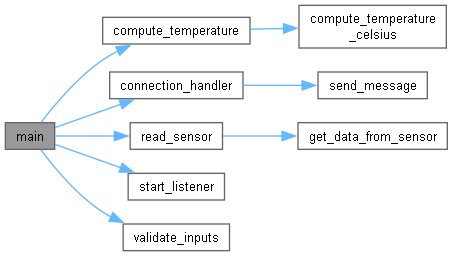 main
compute_temperature
compute_temperature
_celsius
connection_handler
send_message
read_sensor
get_data_from_sensor
start_listener
validate_inputs